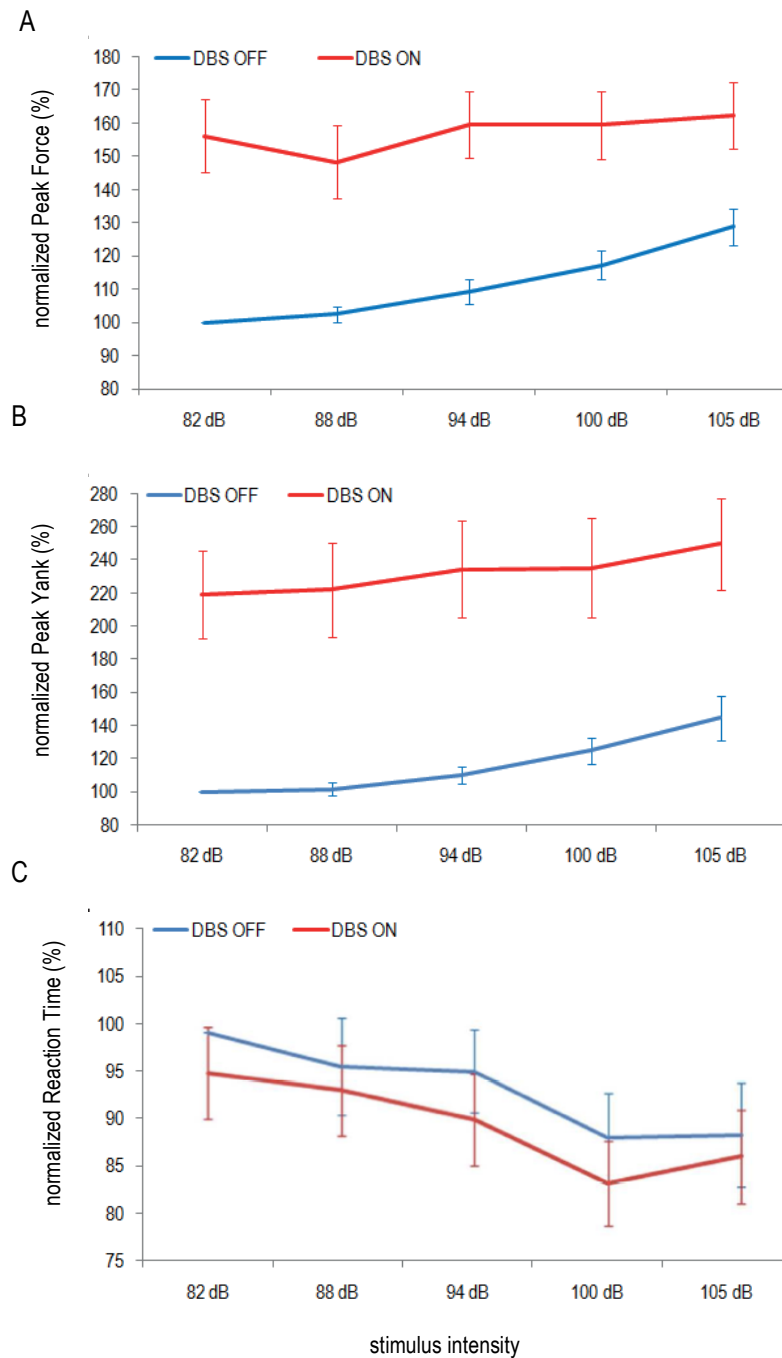 A
DBS OFF DBS ON
normalized Peak Force (%)
180
170
160
150
140
130
120
110
100
90
80
82 dB 88 dB 94 dB 100 dB 105 dB
B
DBS OFF DBS ON
normalized Peak Yank (%)
280
260
240
220
200
180
160
140
120
100
80
82 dB 88 dB 94 dB 100 dB 105 dB
C
DBS OFF DBS ON
normalized Reaction Time (%)
110
105
100
95
90
85
80
75
82 dB 88 dB 94 dB 100 dB 105 dB
stimulus intensity